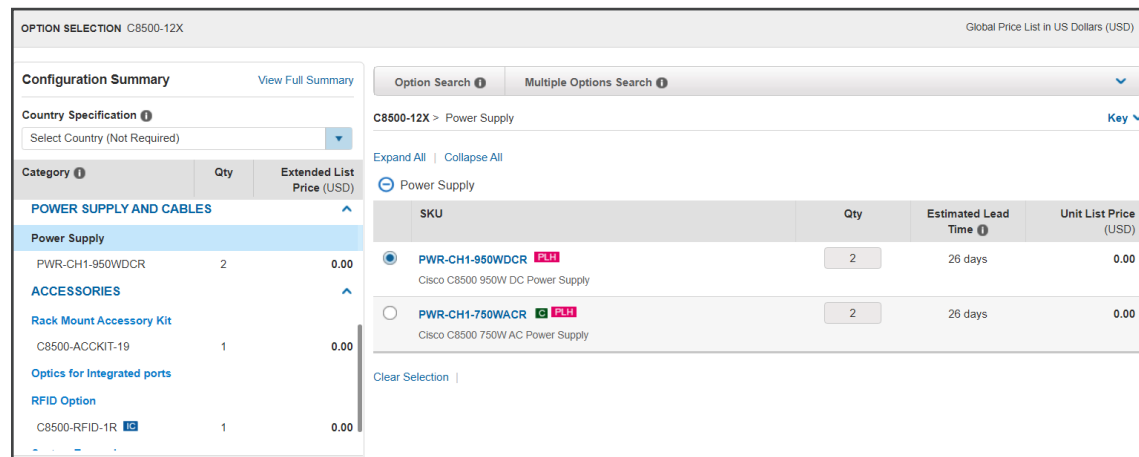 OPTION SELECTION C8500-12X
Global Price List in US Dollars (USD)
Configuration Summary
View Full Summary
Country Specification
Select Country (Not Required)
Category
Qty
Extended List
Price (USD)
POWER SUPPLY AND CABLES
Power Supply
PWR-CH1-950WDCR 2 0.00
ACCESSORIES
Rack Mount Accessory Kit
C8500-ACCKIT-19 1 0.00
Optics for Integrated ports
RFID Option
C8500-RFID-1R IC 1 0.00
Option Search
Multiple Options Search
C8500-12X > Power Supply
Key
Expand All | Collapse All
Power Supply
SKU
Qty
Estimated Lead
Time
Unit List Price
(USD)
PWR-CH1-950WDCR PLH 2 26 days 0.00
Cisco C8500 950W DC Power Supply
PWR-CH1-750WACR C PLH 2 26 days 0.00
Cisco C8500 750W AC Power Supply
Clear Selection |